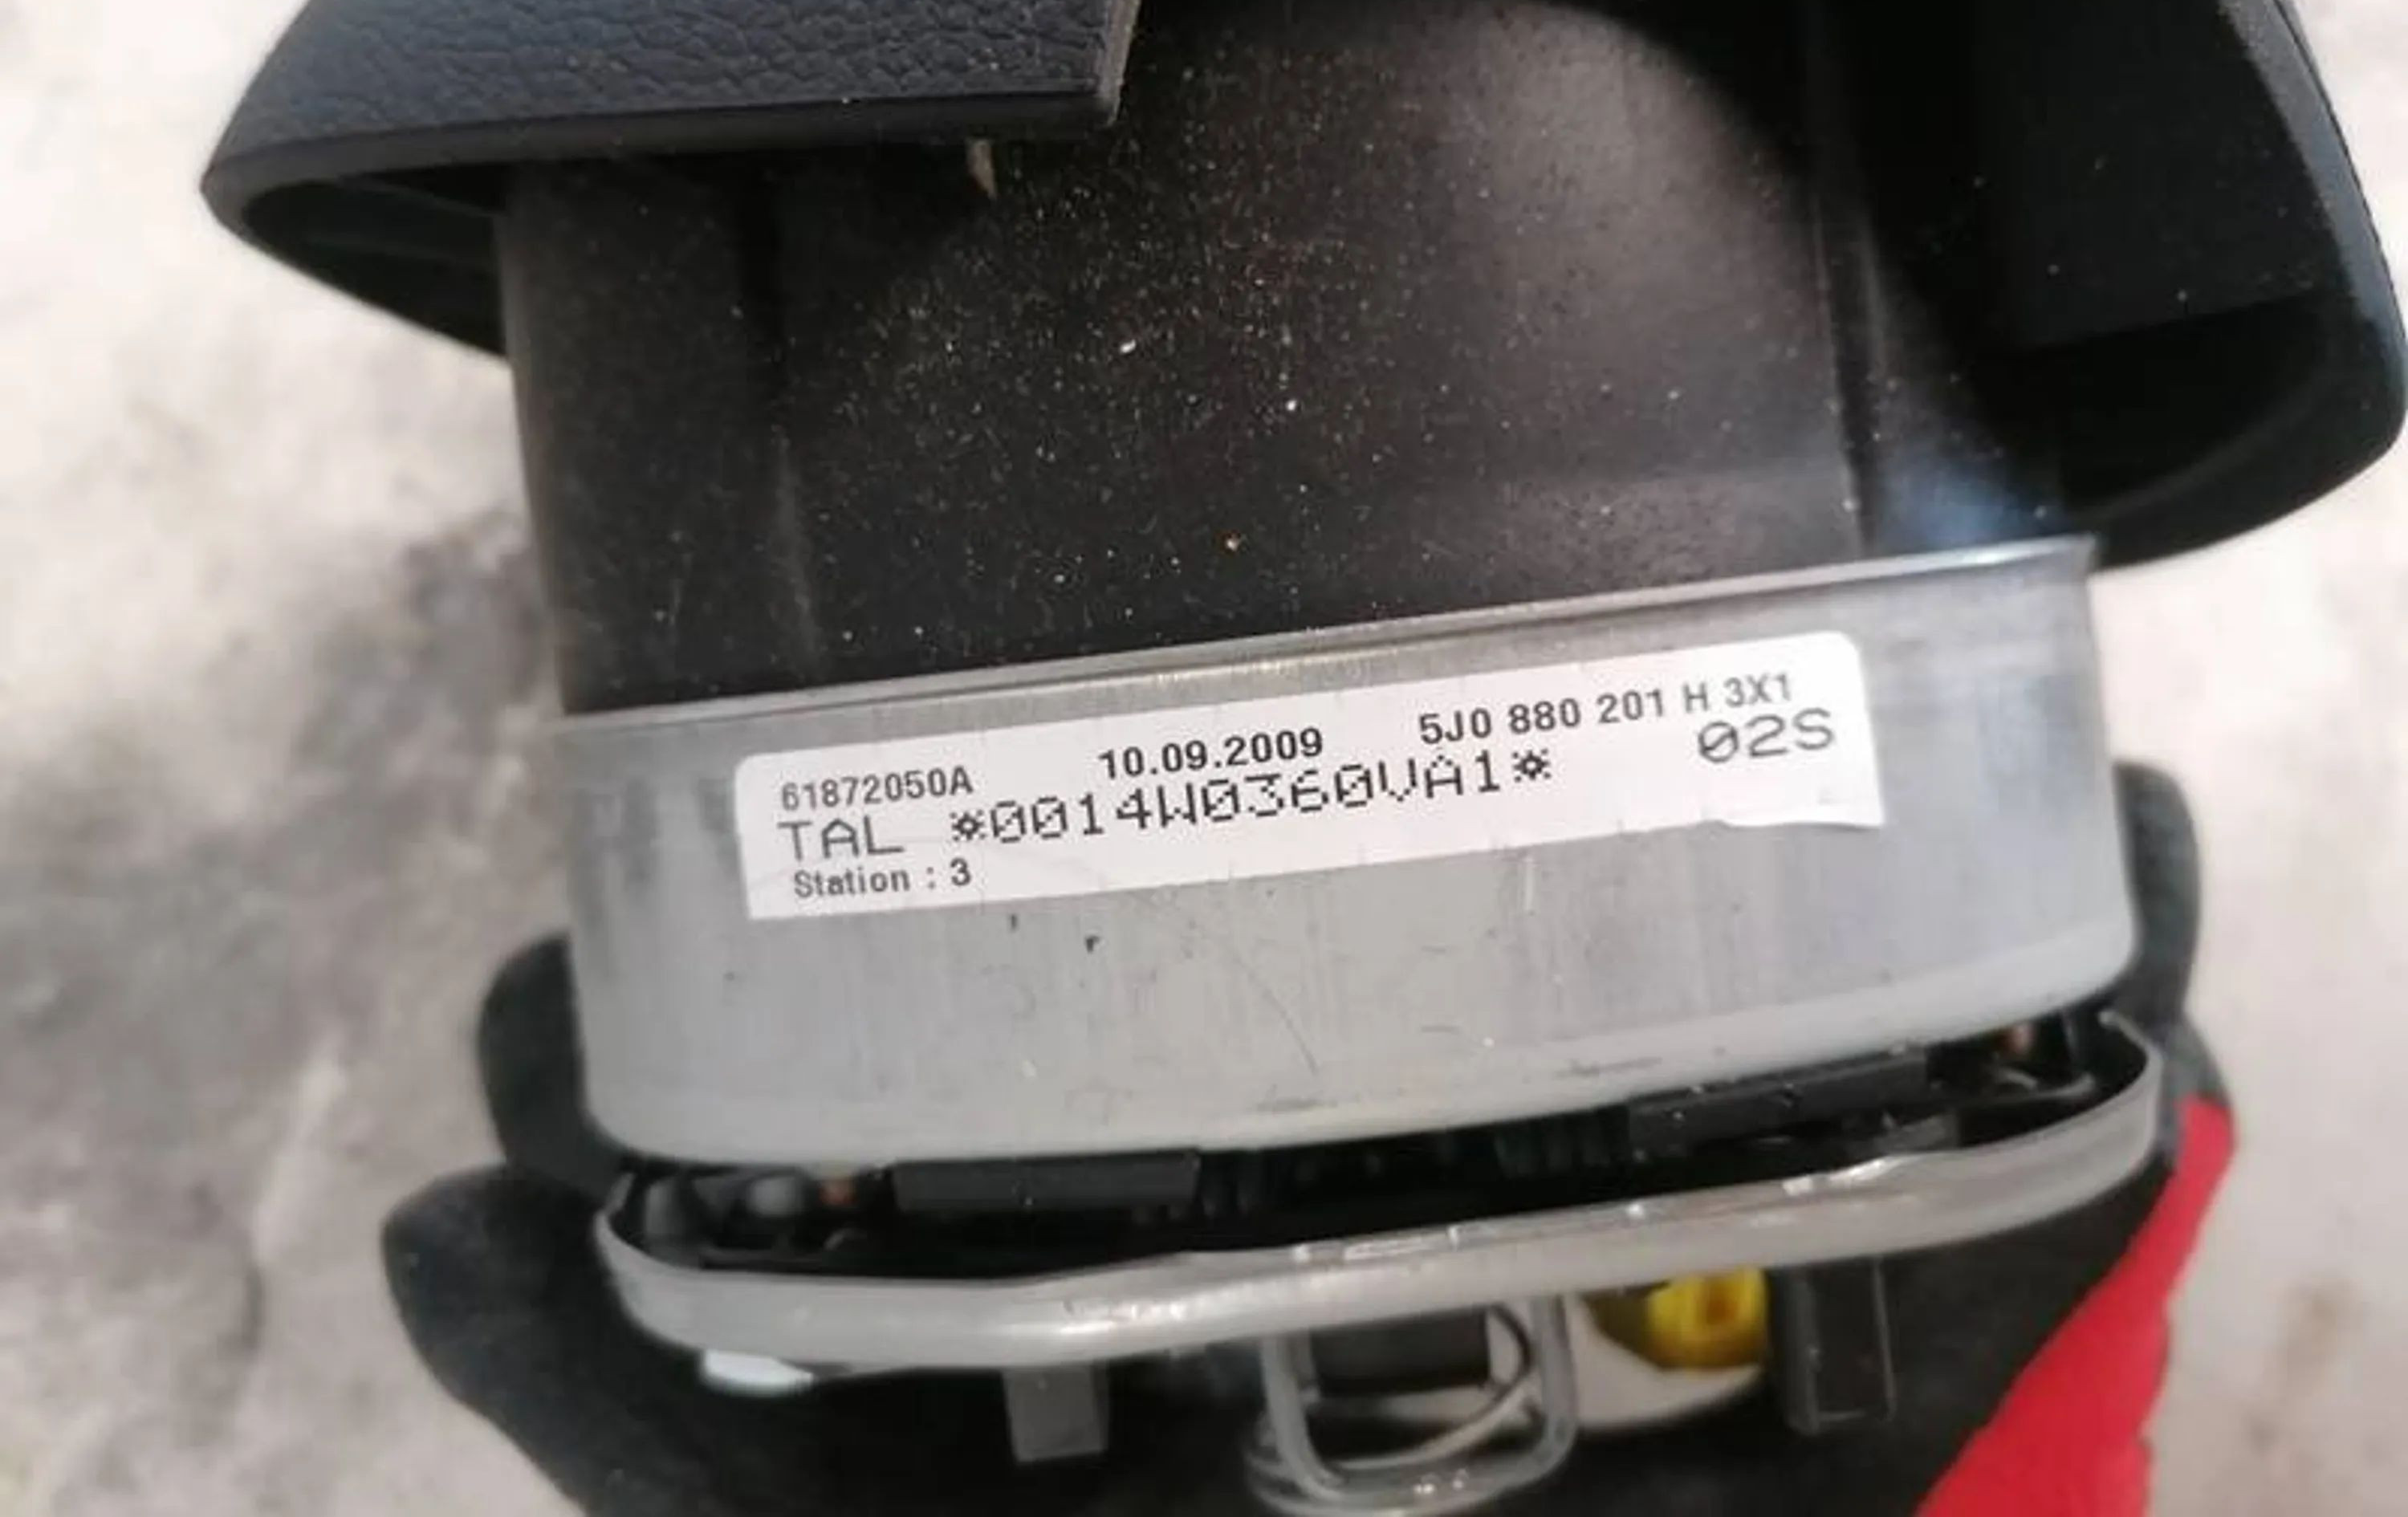 61872050A 10.09.2009 5J0 880 201 H 3X1
TAL *0014W0360VA1* 02S
Station : 3